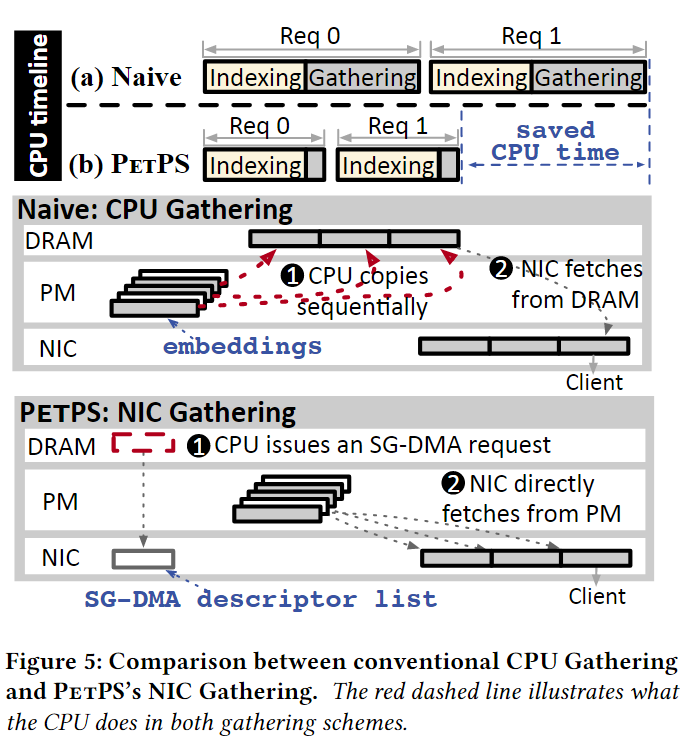 CPU timeline
Req 0
Req 1
(a) Naive
Indexing
Gathering
Indexing
Gathering
Req 0
Req 1
saved
CPU time
(b) PETPS
Indexing
Indexing
Naive: CPU Gathering
DRAM
PM
NIC
❶ CPU copies
sequentially
❷ NIC fetches
from DRAM
embeddings
Client
PETPS: NIC Gathering
DRAM
❶ CPU issues an SG-DMA request
PM
❷ NIC directly
fetches from PM
NIC
SG-DMA descriptor list
Client
Figure 5: Comparison between conventional CPU Gathering
and PETPS's NIC Gathering. The red dashed line illustrates what
the CPU does in both gathering schemes.